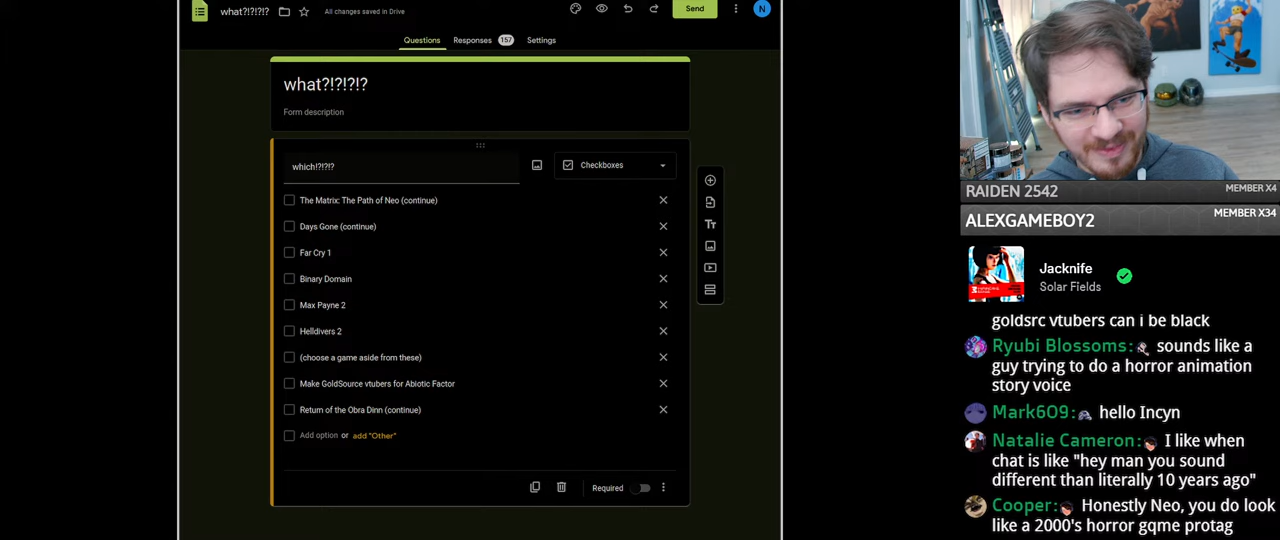 what?!?!?!?
All changes saved in Drive
Send
N
Questions
Responses 157
Settings
what?!?!?!?
Form description
which!?!?!?
Checkboxes
The Matrix: The Path of Neo (continue)
Days Gone (continue)
Far Cry 1
Binary Domain
Max Payne 2
Helldivers 2
(choose a game aside from these)
Make GoldSource vtubers for Abiotic Factor
Return of the Obra Dinn (continue)
Add option or add "Other"
Required
Tт
RAIDEN 2542
MEMBER X4
ALEXGAMEBOY2
MEMBER X34
Jacknife
Solar Fields
goldsrc vtubers can i be black
Ryubi Blossoms: sounds like a
guy trying to do a horror animation
story voice
Mark6O9: hello Incyn
Natalie Cameron: I like when
chat is like "hey man you sound
different than literally 10 years ago"
Cooper: Honestly Neo, you do look
like a 2000's horror gqme protag